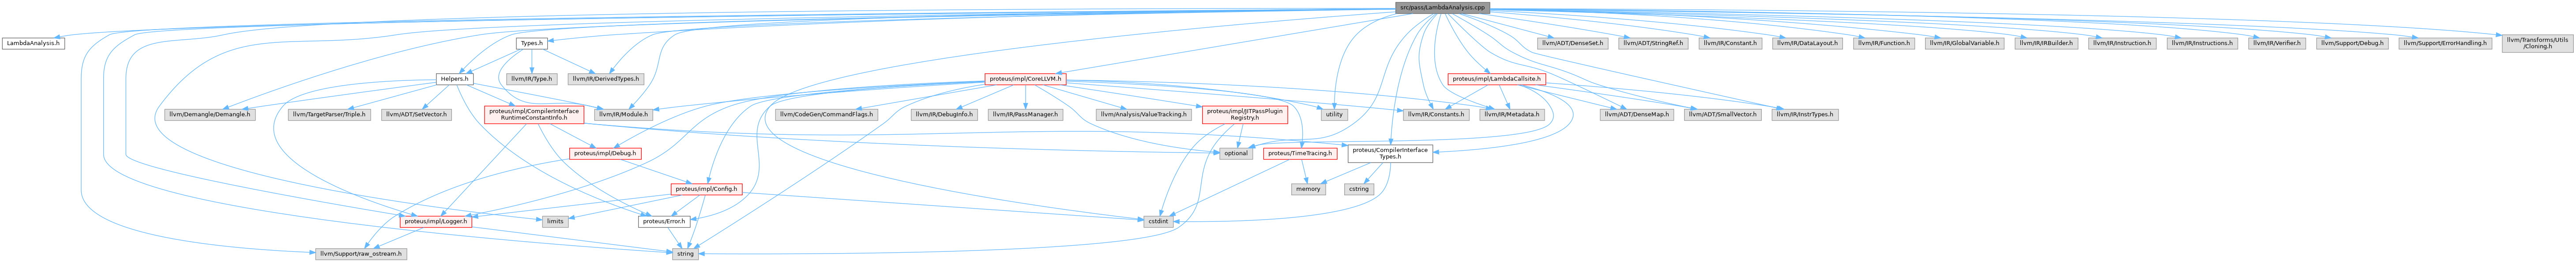 src/pass/LambdaAnalysis.cpp
LambdaAnalysis.h
Types.h
llvm/ADT/DenseSet.h
llvm/ADT/StringRef.h
llvm/IR/Constant.h
llvm/IR/DataLayout.h
llvm/IR/Function.h
llvm/IR/GlobalVariable.h
llvm/IR/IRBuilder.h
llvm/IR/Instruction.h
llvm/IR/Instructions.h
llvm/IR/Verifier.h
llvm/Support/Debug.h
llvm/Support/ErrorHandling.h
llvm/Transforms/Utils
/Cloning.h
Helpers.h
llvm/IR/Type.h
llvm/IR/DerivedTypes.h
proteus/impl/CoreLLVM.h
proteus/impl/LambdaCallsite.h
llvm/Demangle/Demangle.h
llvm/TargetParser/Triple.h
llvm/ADT/SetVector.h
proteus/impl/CompilerInterface
RuntimeConstantInfo.h
llvm/IR/Module.h
llvm/CodeGen/CommandFlags.h
llvm/IR/DebugInfo.h
llvm/IR/PassManager.h
llvm/Analysis/ValueTracking.h
proteus/impl/JITPassPlugin
Registry.h
utility
llvm/IR/Constants.h
llvm/IR/Metadata.h
llvm/ADT/DenseMap.h
llvm/ADT/SmallVector.h
llvm/IR/InstrTypes.h
proteus/impl/Debug.h
optional
proteus/TimeTracing.h
proteus/CompilerInterface
Types.h
proteus/impl/Config.h
memory
cstring
proteus/impl/Logger.h
limits
proteus/Error.h
cstdint
llvm/Support/raw_ostream.h
string